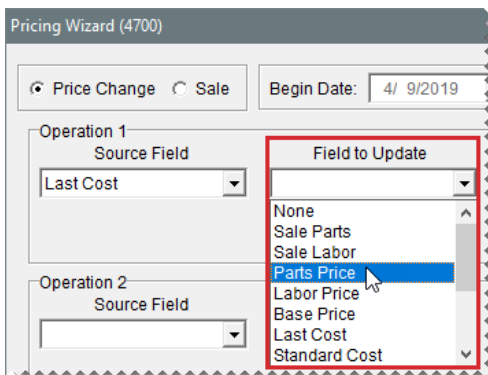 Pricing Wizard (4700)
Price Change Sale Begin Date: 4/ 9/2019
Operation 1
Source Field Field to Update
Last Cost
None
Sale Parts
Sale Labor
Parts Price
Labor Price
Base Price
Last Cost
Standard Cost
Operation 2
Source Field